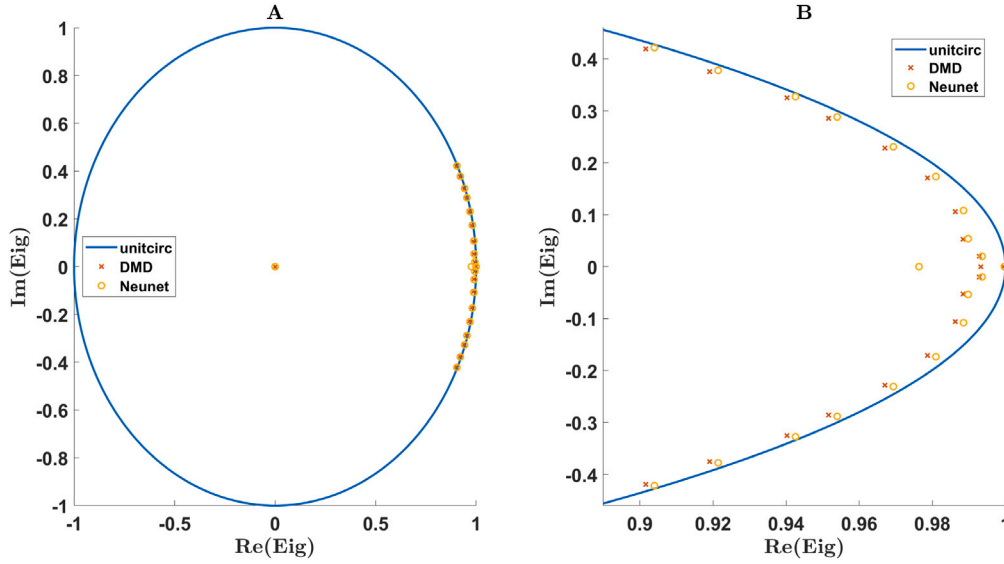 A
1
0.8
0.6
0.4
0.2
0
-0.2
-0.4
-0.6
-0.8
-1
Im(Eig)
unitcirc
DMD
Neunet
-1
-0.5
0
0.5
1
Re(Eig)
B
0.4
0.3
0.2
0.1
0
-0.1
-0.2
-0.3
-0.4
Im(Eig)
unitcirc
DMD
Neunet
0.9
0.92
0.94
0.96
0.98
1
Re(Eig)